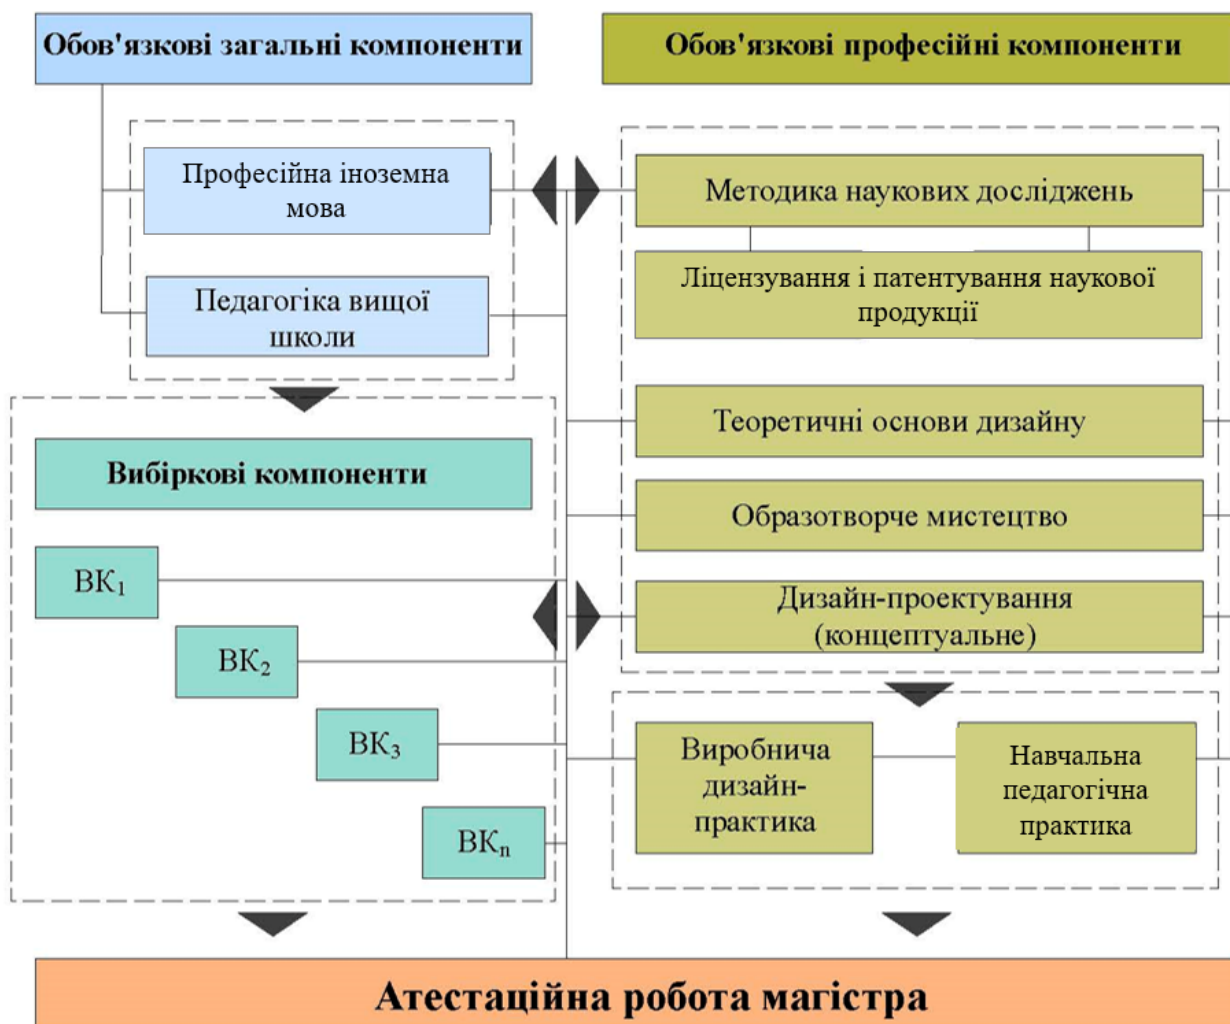 Обов'язкові загальні компоненти
Обов'язкові професійні компоненти
Професійна іноземна
мова
Педагогіка вищої
школи
Методика наукових досліджень
Ліцензування і патентування наукової
продукції
Теоретичні основи дизайну
Образотворче мистецтво
Дизайн-проектування
(концептуальне)
Вибіркові компоненти
ВК₁
ВК₂
ВК₃
ВКₙ
Виробнича
дизайн-
практика
Навчальна
педагогічна
практика
Атестаційна робота магістра